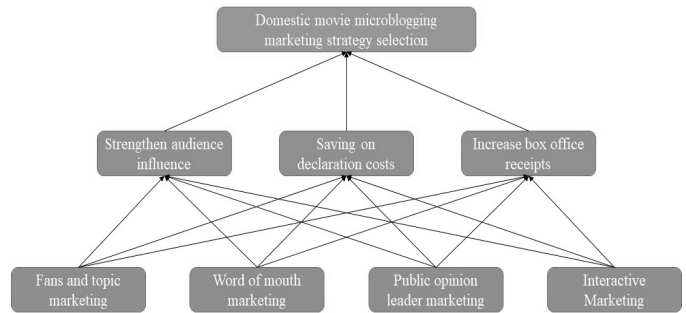 Domestic movie microblogging
marketing strategy selection
Strengthen audience
influence
Saving on
declaration costs
Increase box office
receipts
Fans and topic
marketing
Word of mouth
marketing
Public opinion
leader marketing
Interactive
Marketing